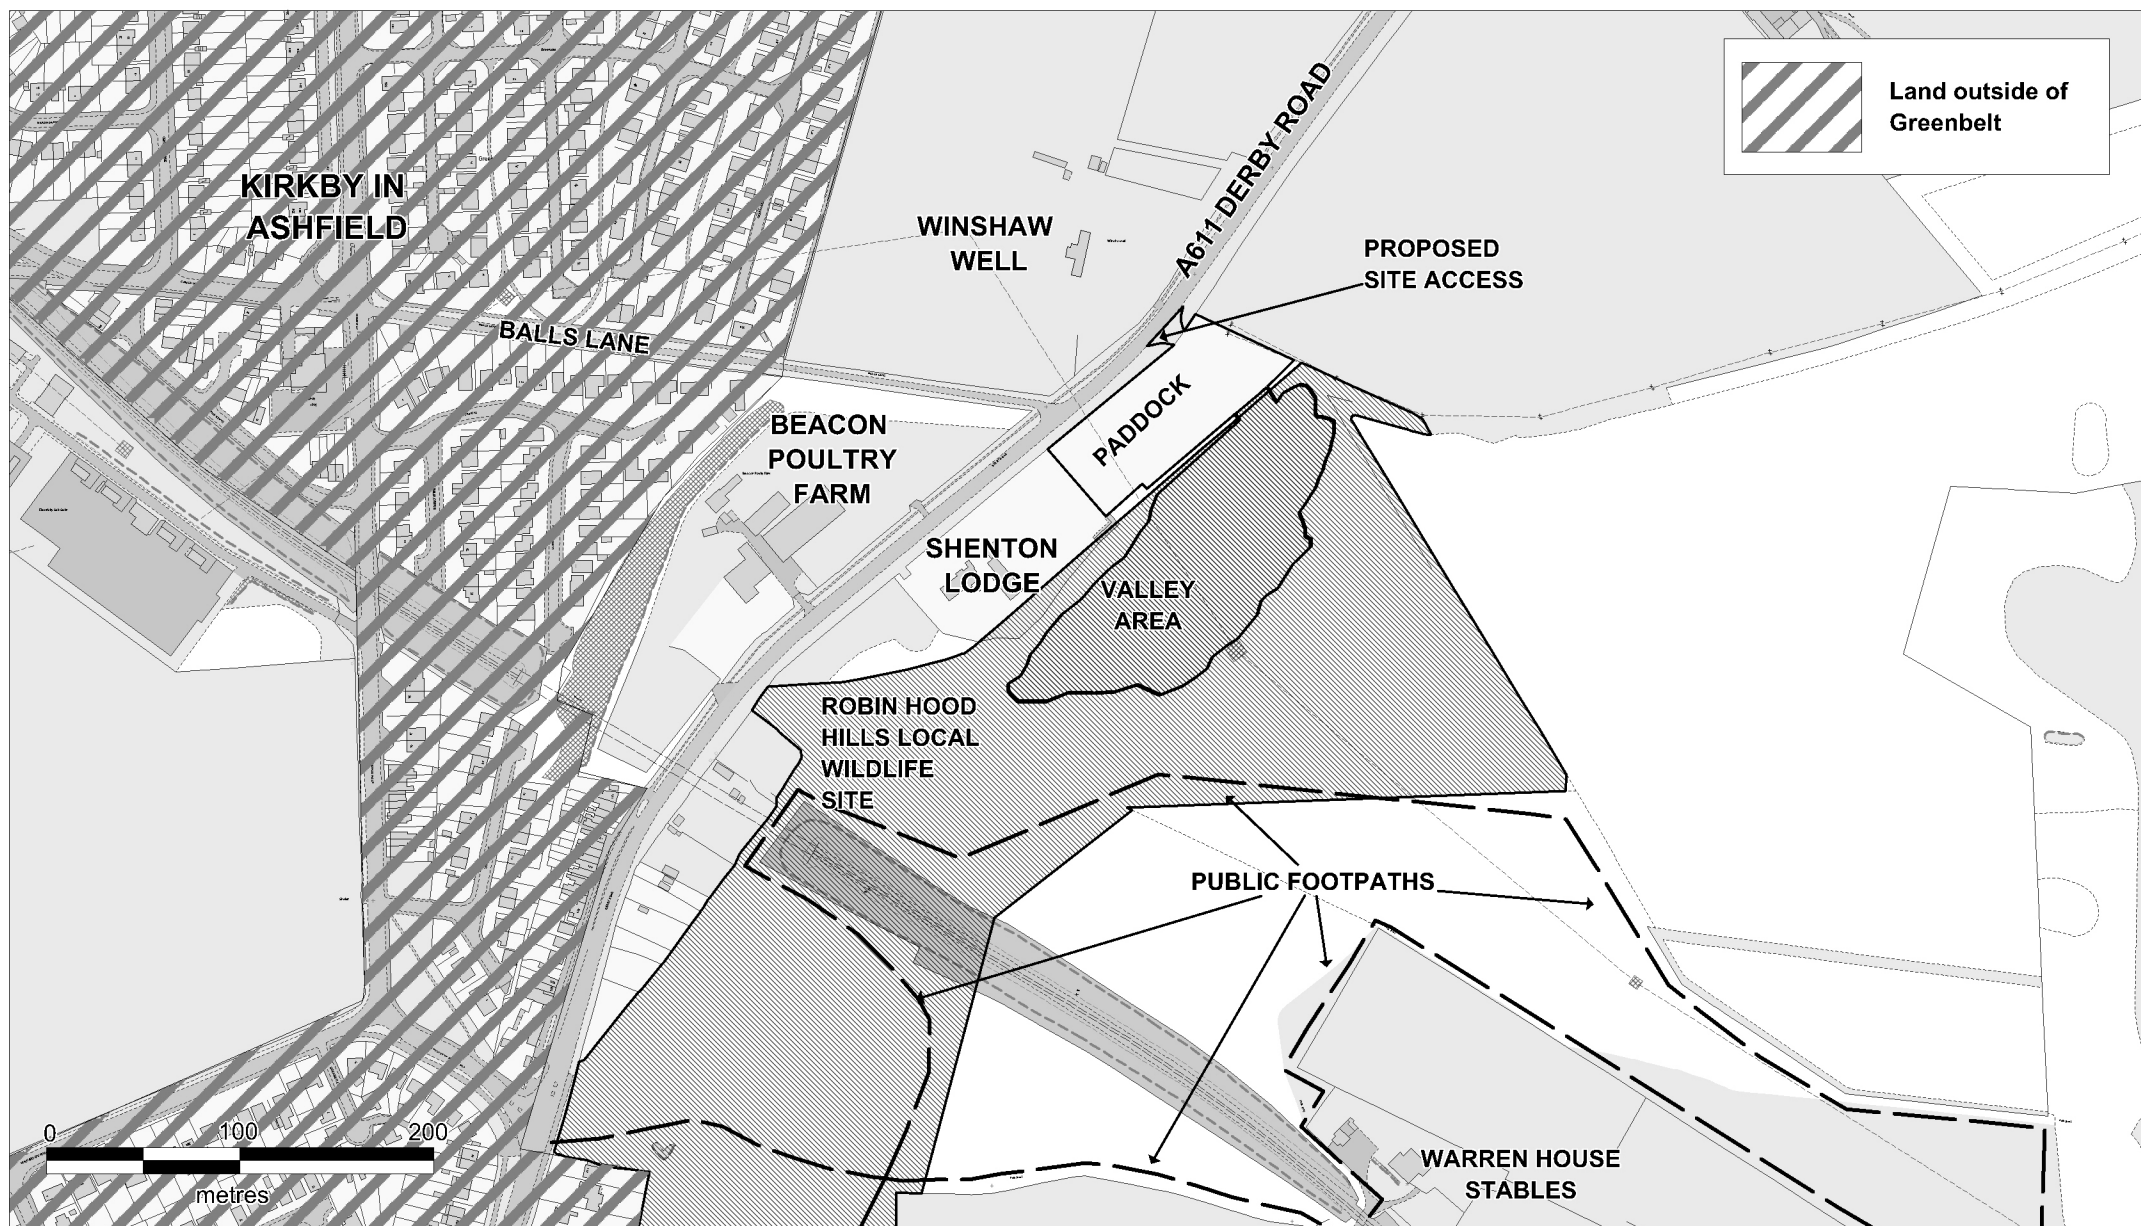 Land outside of
Greenbelt
A611 DERBY ROAD
KIRKBY IN
ASHFIELD
WINSHAW
WELL
PROPOSED
SITE ACCESS
BALLS LANE
PADDOCK
BEACON
POULTRY
FARM
SHENTON
LODGE
VALLEY
AREA
ROBIN HOOD
HILLS LOCAL
WILDLIFE
SITE
PUBLIC FOOTPATHS
WARREN HOUSE
STABLES
0 100 200
metres